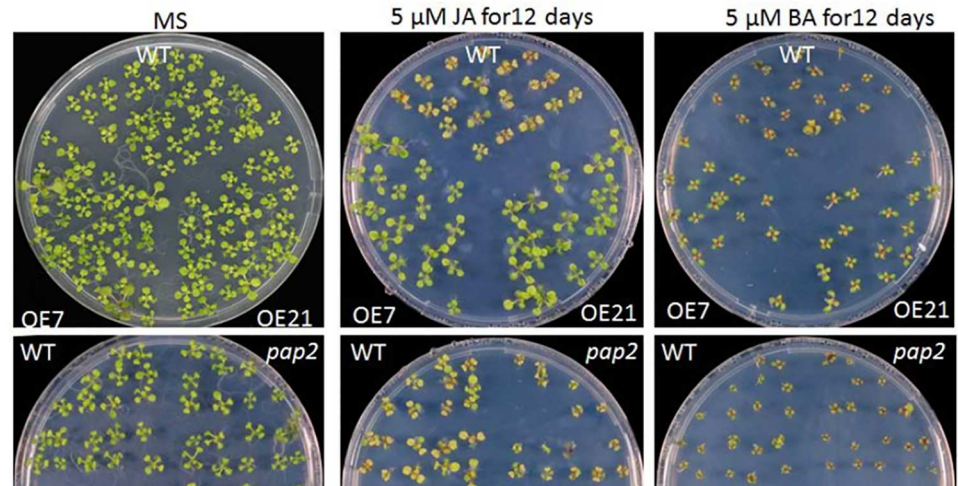 MS
5 µM JA for12 days
5 µM BA for12 days
WT
WT
WT
OE7
OE21
OE7
OE21
OE7
OE21
WT
pap2
WT
pap2
WT
pap2